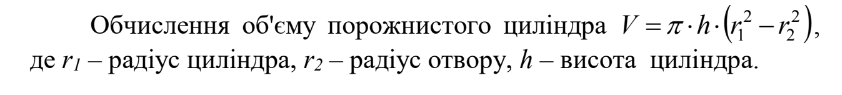 Обчислення об'єму порожнистого циліндра V = π · h · (r₁² – r₂²),
де r₁ – радіус циліндра, r₂ – радіус отвору, h – висота циліндра.